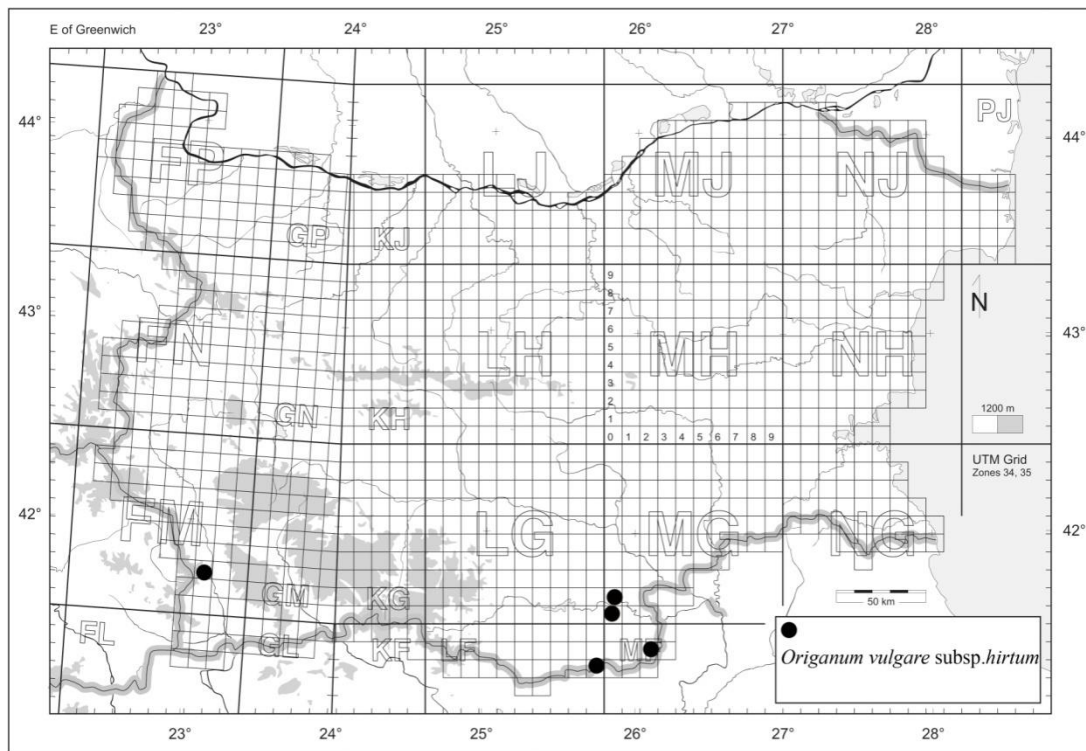 E of Greenwich
23° 24° 25° 26° 27° 28°
44° 44°
PJ
FP LJ MJ NJ
GP KJ
43° 43°
9
8
7
6
5
4
3
2
1
0 1 2 3 4 5 6 7 8 9
N
FN LH MH NH
GN KH
1200 m
UTM Grid
Zones 34, 35
42° 42°
FM LG MG NG
GM KG
50 km
FL GL KF LF
Origanum vulgare subsp.hirtum
23° 24° 25° 26° 27° 28°